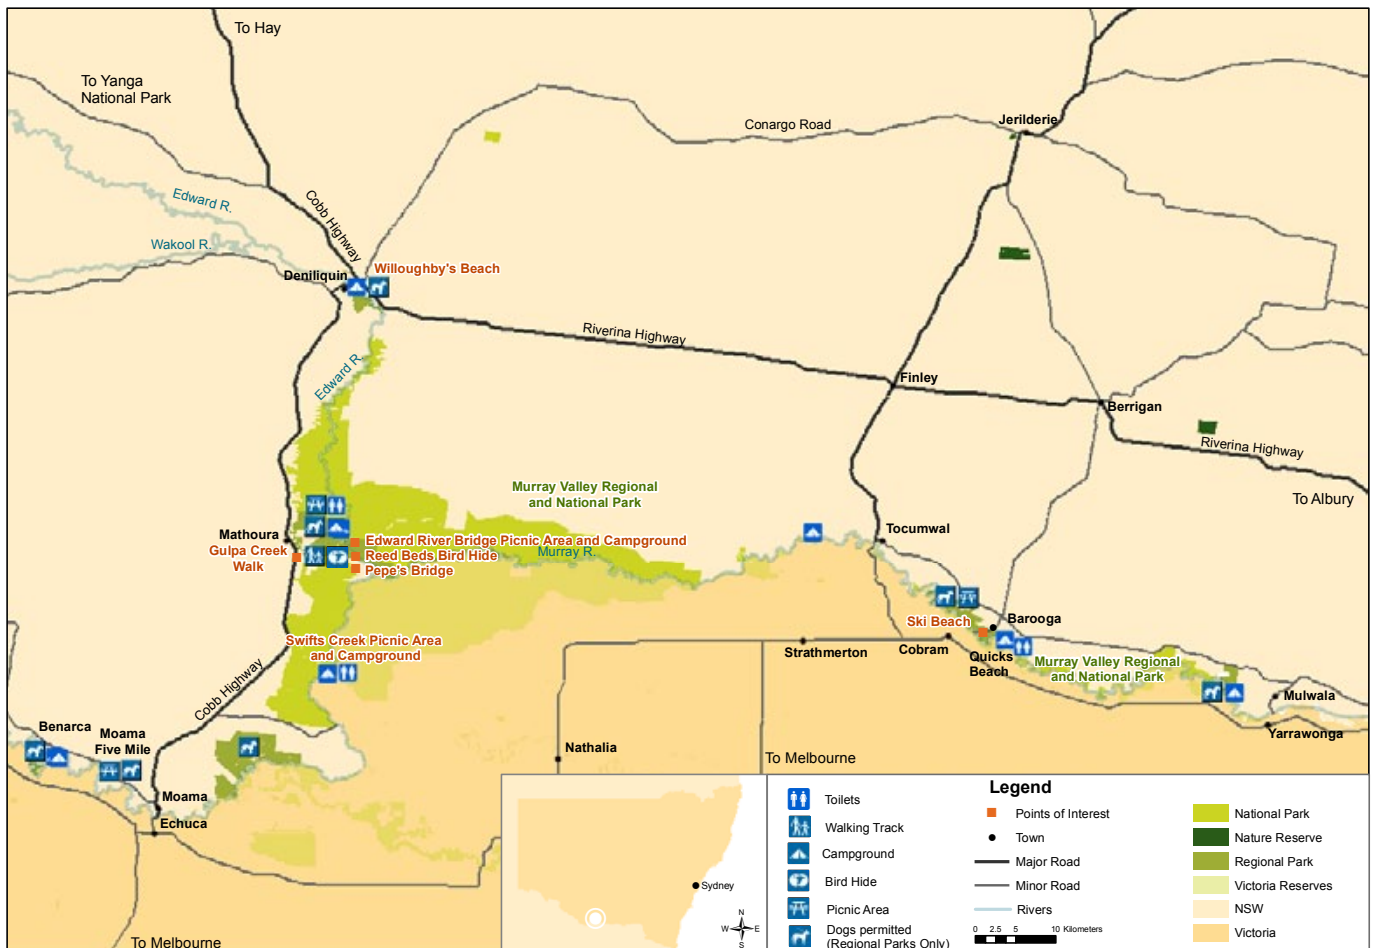 To Hay
To Yanga
National Park
Conargo Road
Jerilderie
Edward R.
Cobb Highway
Wakool R.
Willoughby's Beach
Deniliquin
Riverina Highway
Edward R.
Finley
Berrigan
Riverina Highway
To Albury
Murray Valley Regional
and National Park
Mathoura
Tocumwal
Edward River Bridge Picnic Area and Campground
Gulpa Creek
Walk
Reed Beds Bird Hide
Murray R.
Pepe's Bridge
Ski Beach
Barooga
Swifts Creek Picnic Area
and Campground
Strathmerton
Cobram
Quicks
Beach
Murray Valley Regional
and National Park
Cobb Highway
Mulwala
Benarca
Moama
Five Mile
Yarrawonga
Nathalia
To Melbourne
Moama
Echuca
To Melbourne
Sydney
N
W
E
S
Legend
Toilets
Walking Track
Campground
Bird Hide
Picnic Area
Dogs permitted
(Regional Parks Only)
Points of Interest
Town
Major Road
Minor Road
Rivers
0 2.5 5 10 Kilometers
National Park
Nature Reserve
Regional Park
Victoria Reserves
NSW
Victoria